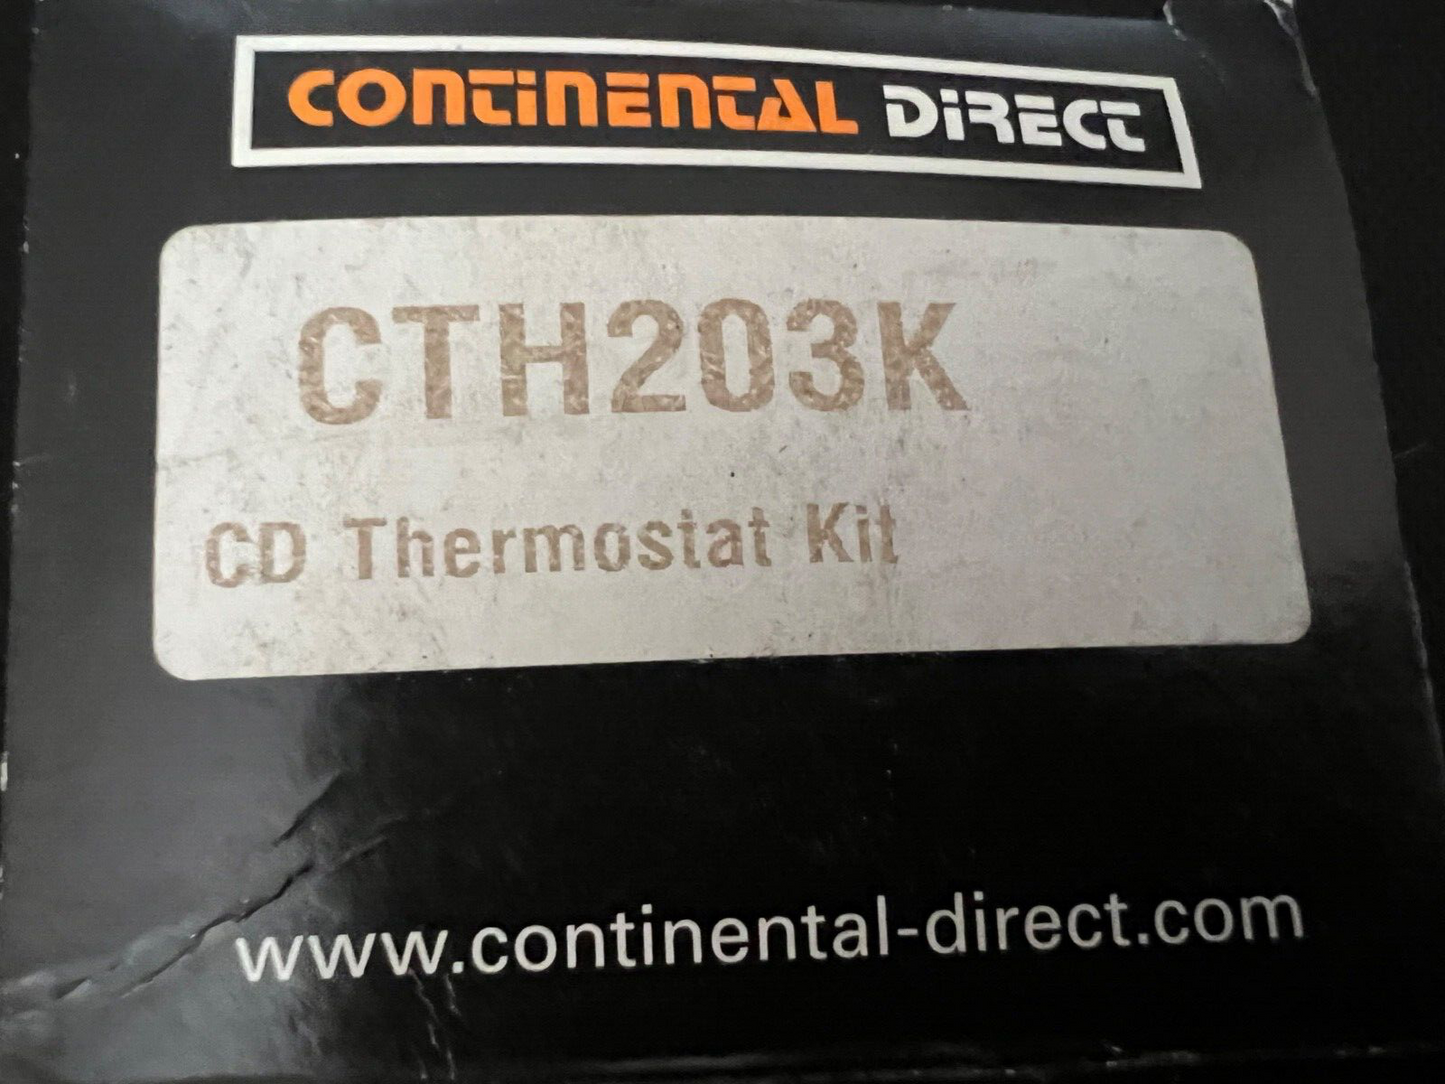 CONTINENTAL DIRECT
CTH203K
CD Thermostat Kit
www.continental-direct.com